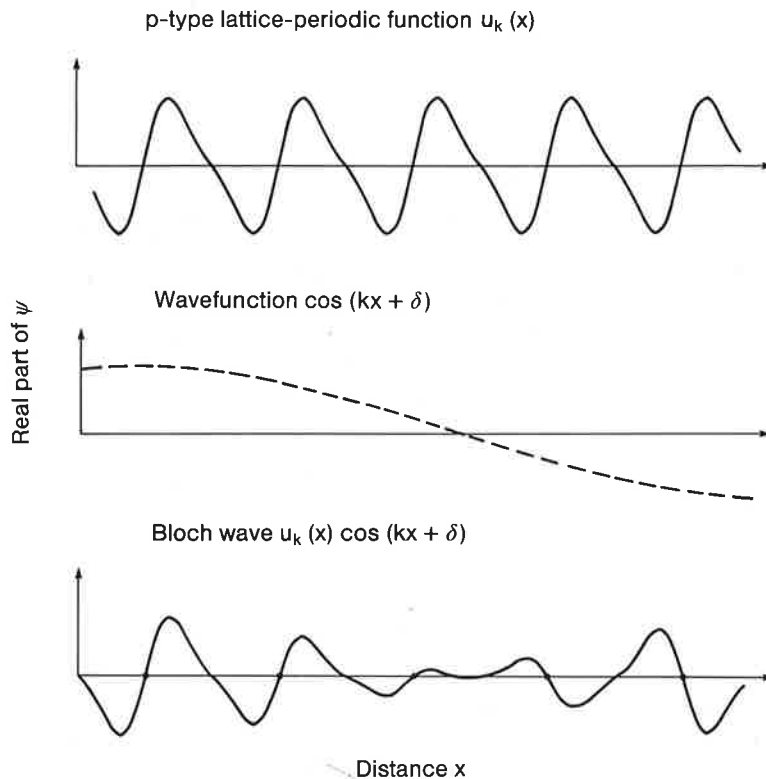 p-type lattice-periodic function uₖ (x)
Wavefunction cos (kx + δ)
Real part of ψ
Bloch wave uₖ (x) cos (kx + δ)
Distance x